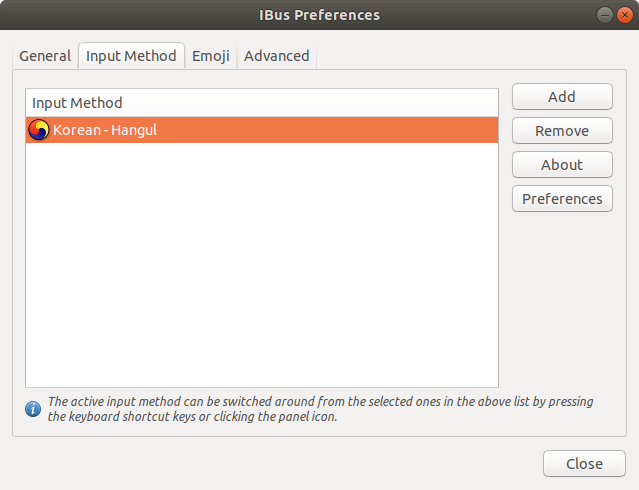 IBus Preferences
General Input Method Emoji Advanced
Input Method
Korean - Hangul
Add
Remove
About
Preferences
The active input method can be switched around from the selected ones in the above list by pressing
the keyboard shortcut keys or clicking the panel icon.
Close